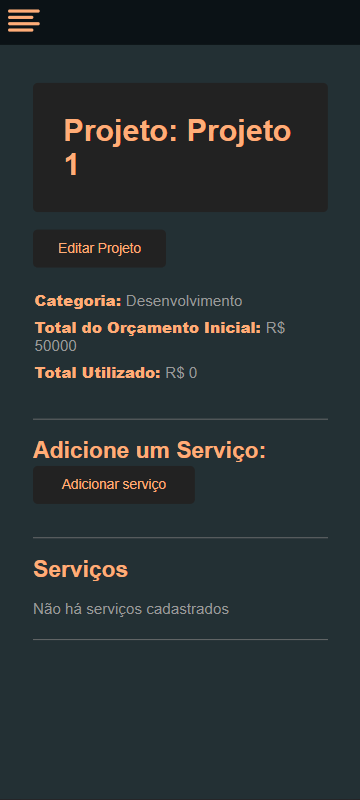 Projeto: Projeto
1
Editar Projeto
Categoria: Desenvolvimento
Total do Orçamento Inicial: R$
50000
Total Utilizado: R$ 0
Adicione um Serviço:
Adicionar serviço
Serviços
Não há serviços cadastrados